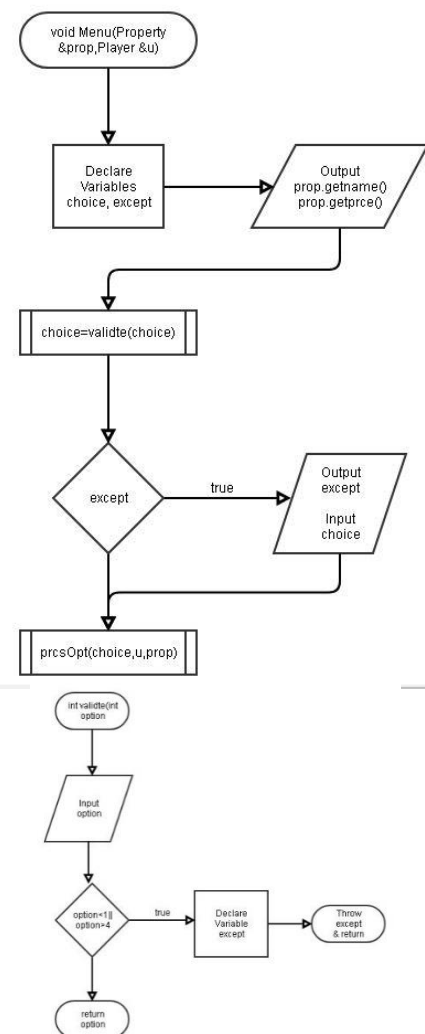 void Menu(Property
&prop,Player &u)
Declare
Variables
choice, except
Output
prop.getname()
prop.getprce()
choice=validte(choice)
except
true
Output
except
Input
choice
prcsOpt(choice,u,prop)
int validte(int
option
Input
option
option<1||
option>4
true
Declare
Variable
except
Throw
except
& return
return
option